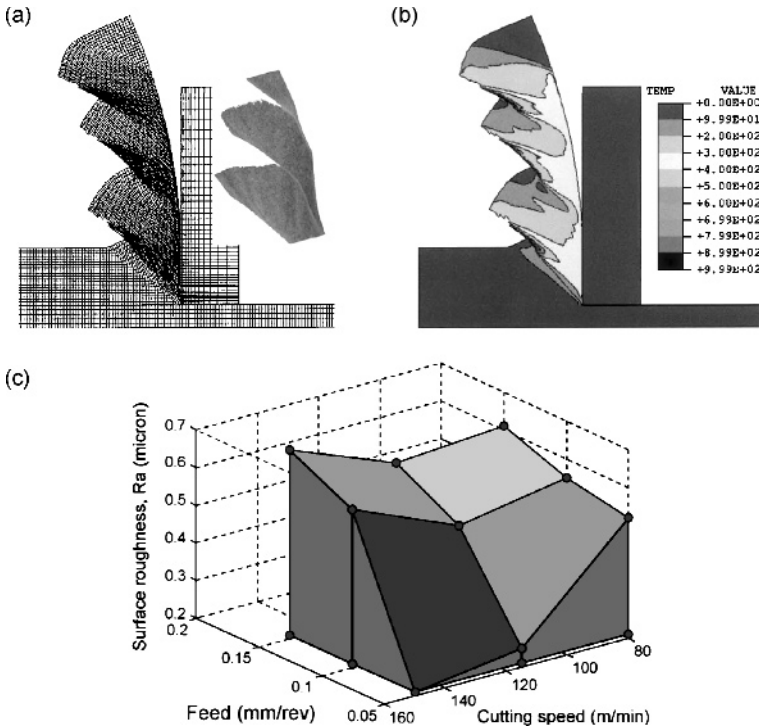 (a)
(b)
TEMP VALUE
+0.00E+00
+9.99E+01
+2.00E+02
+3.00E+02
+4.00E+02
+5.00E+02
+6.00E+02
+6.99E+02
+7.99E+02
+8.99E+02
+9.99E+02
(c)
Surface roughness, Ra (micron)
0.7
0.6
0.5
0.4
0.3
0.2
0.2
0.15
0.1
0.05
Feed (mm/rev)
160
140
120
100
80
Cutting speed (m/min)